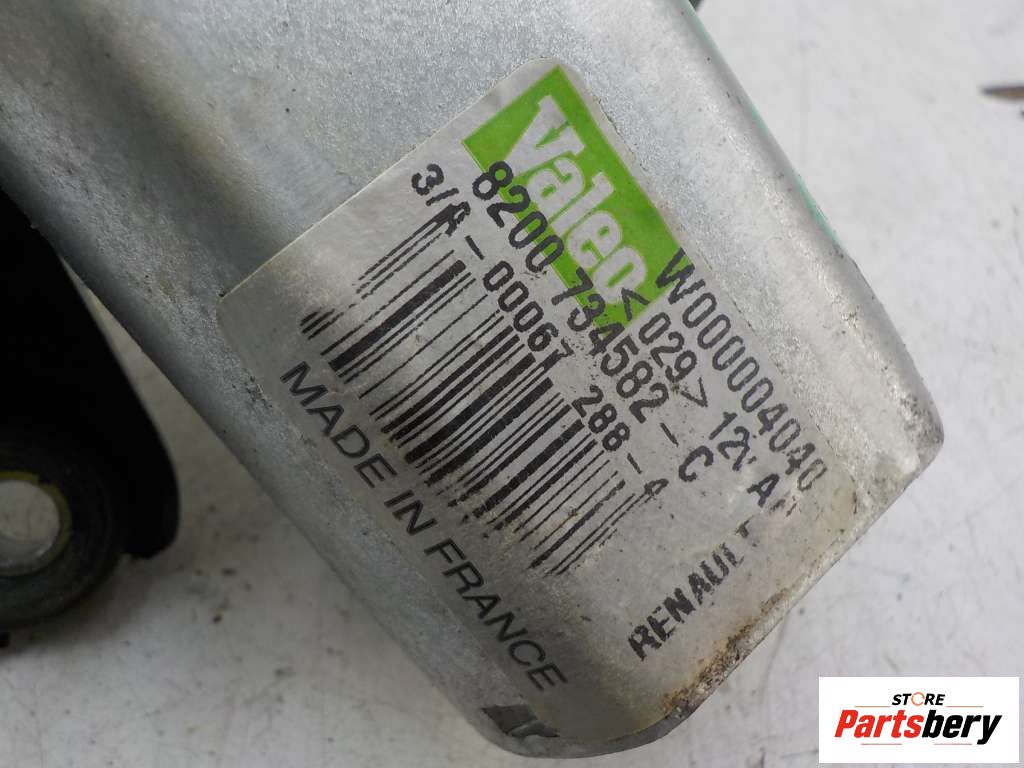 Valeo
W000004040
<029> 12v
8200 734582-C
3/A-00067 288-
RENAULT
MADE IN FRANCE
STORE
Partsbery